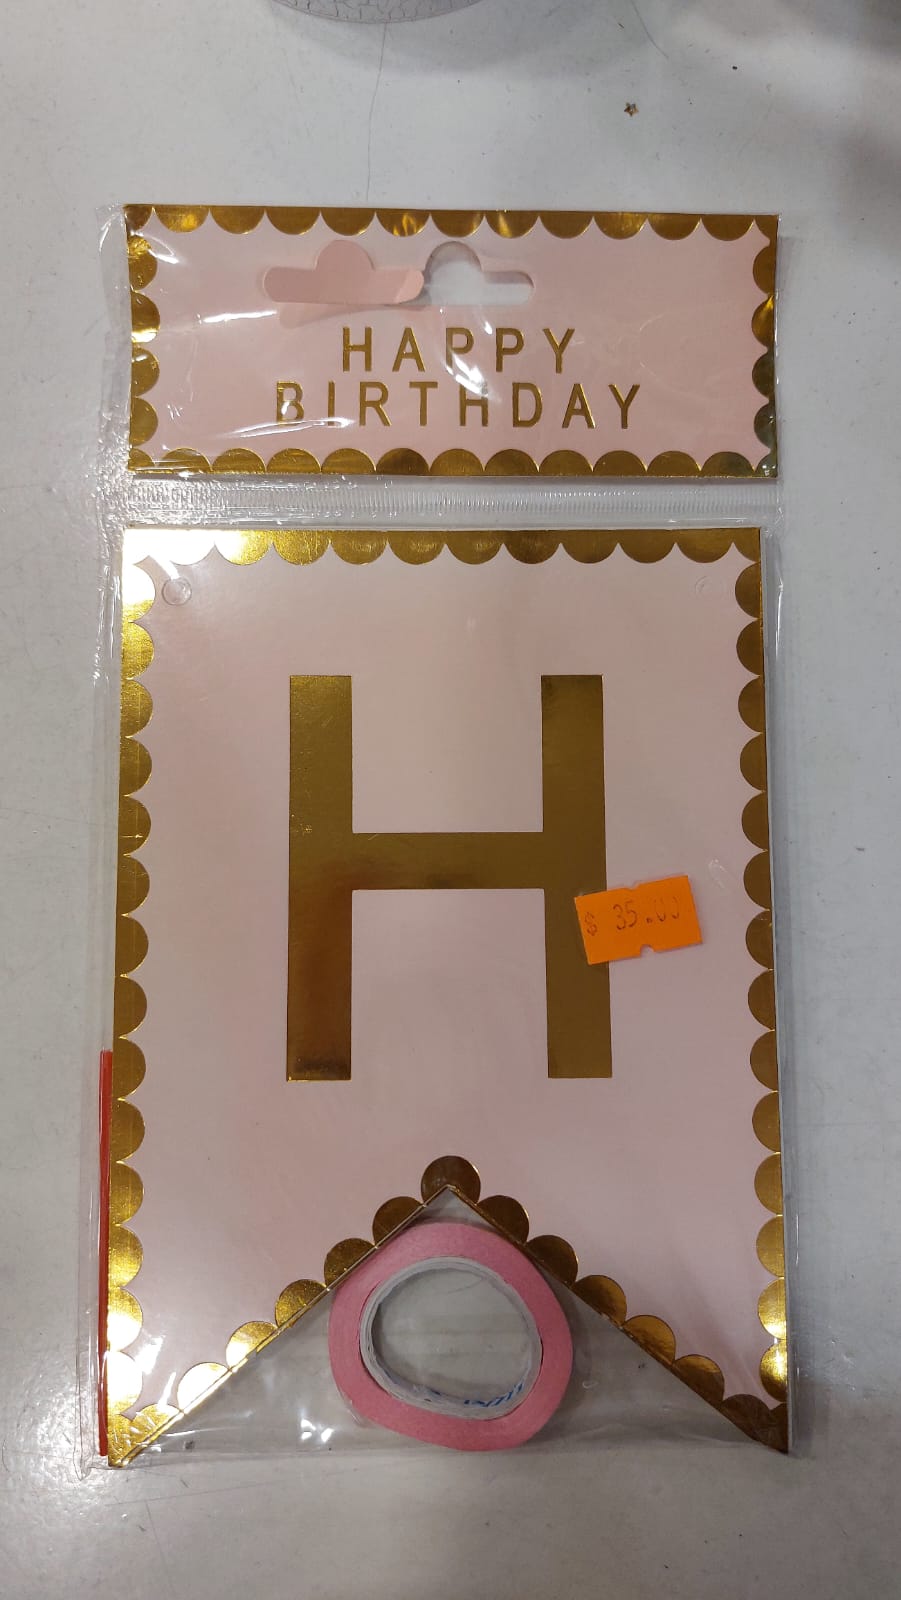 HAPPY
BIRTHDAY
H
$ 35.00